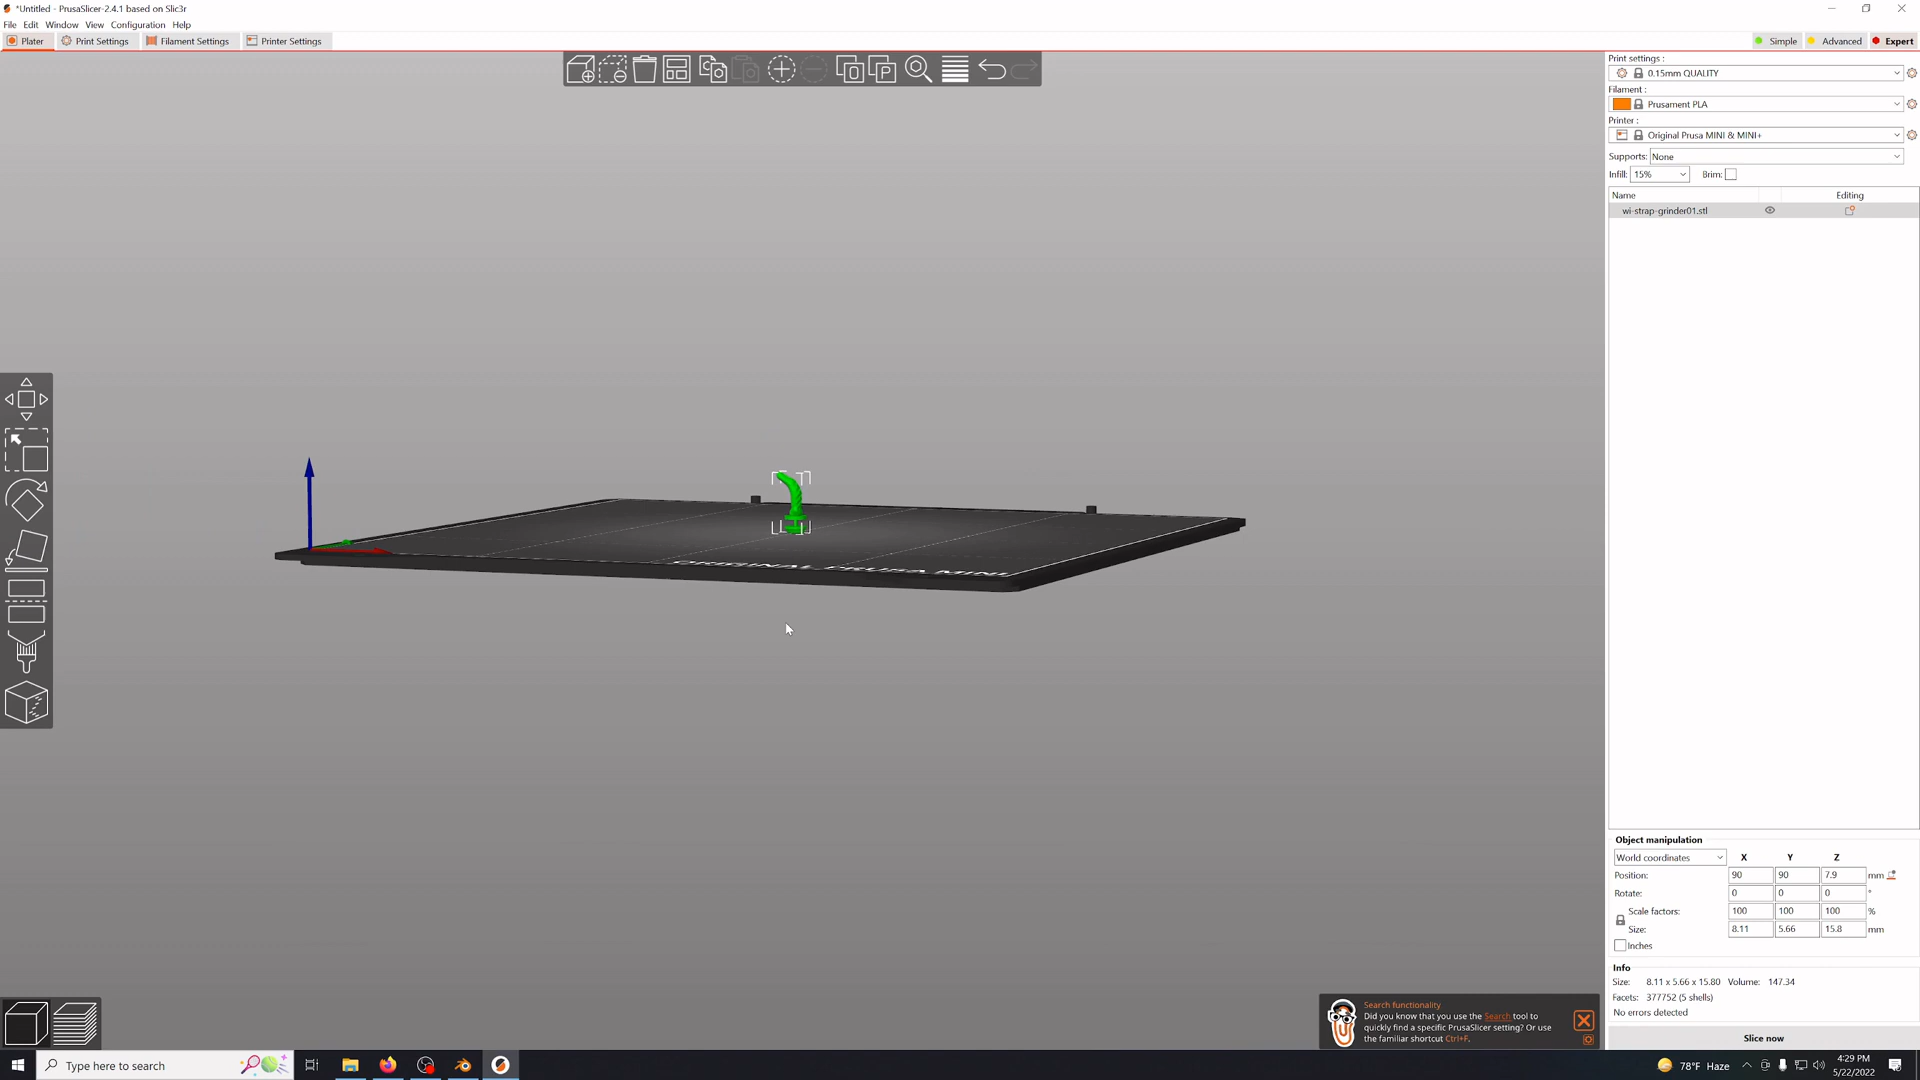 *Untitled - PrusaSlicer-2.4.1 based on Slic3r
File Edit Window View Configuration Help
Plater Print Settings Filament Settings Printer Settings
Simple Advanced Expert
Print settings :
0.15mm QUALITY
Filament :
Prusament PLA
Printer :
Original Prusa MINI & MINI+
Supports: None
Infill: 15% Brim:
Name Editing
wi-strap-grinder01.stl
ORIGINAL PRUSA MINI
Object manipulation
World coordinates X Y Z
Position: 90 90 7.9 mm
Rotate: 0 0 0 °
Scale factors: 100 100 100 %
Size: 8.11 5.66 15.8 mm
Inches
Info
Size: 8.11 x 5.66 x 15.80 Volume: 147.34
Facets: 377752 (5 shells)
No errors detected
Slice now
Search functionality
Did you know that you use the Search tool to
quickly find a specific PrusaSlicer setting? Or use
the familiar shortcut Ctrl+F.
Type here to search
78°F Haze
4:29 PM
5/22/2022